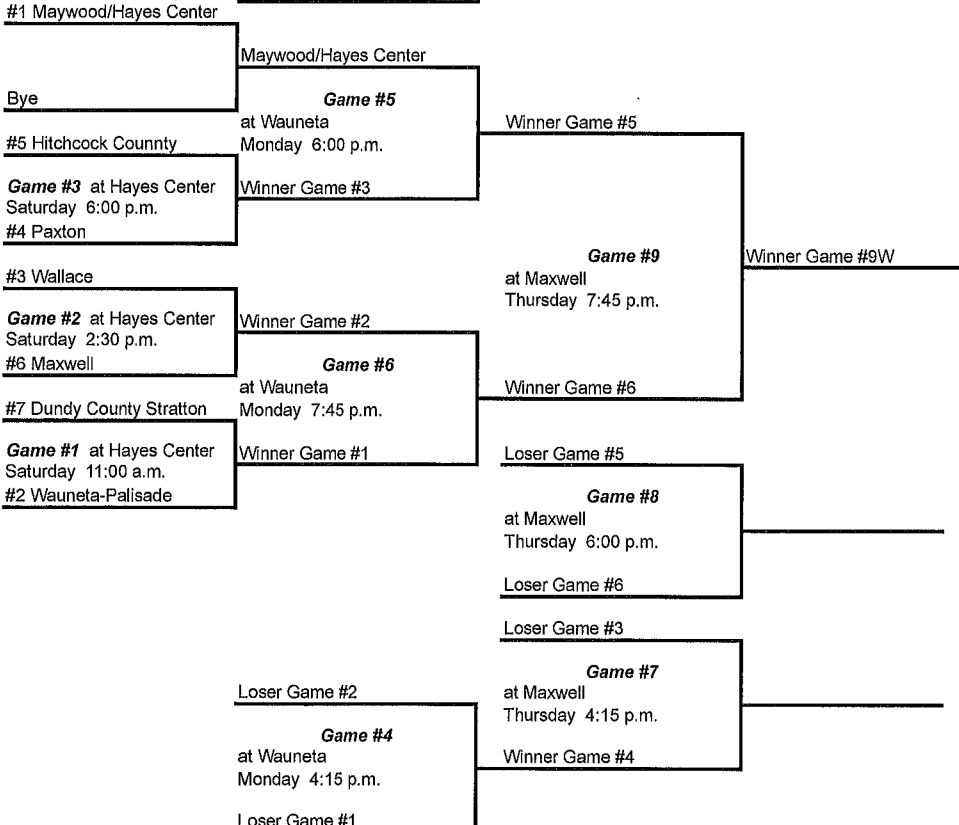 #1 Maywood/Hayes Center
Bye
#5 Hitchcock Counnty
Game #3 at Hayes Center
Saturday 6:00 p.m.
#4 Paxton
#3 Wallace
Game #2 at Hayes Center
Saturday 2:30 p.m.
#6 Maxwell
#7 Dundy County Stratton
Game #1 at Hayes Center
Saturday 11:00 a.m.
#2 Wauneta-Palisade
Maywood/Hayes Center
Game #5
at Wauneta
Monday 6:00 p.m.
Winner Game #3
Winner Game #2
Game #6
at Wauneta
Monday 7:45 p.m.
Winner Game #1
Winner Game #5
Game #9
at Maxwell
Thursday 7:45 p.m.
Winner Game #6
Winner Game #9W
Loser Game #5
Game #8
at Maxwell
Thursday 6:00 p.m.
Loser Game #6
Loser Game #3
Game #7
at Maxwell
Thursday 4:15 p.m.
Winner Game #4
Loser Game #2
Game #4
at Wauneta
Monday 4:15 p.m.
Loser Game #1